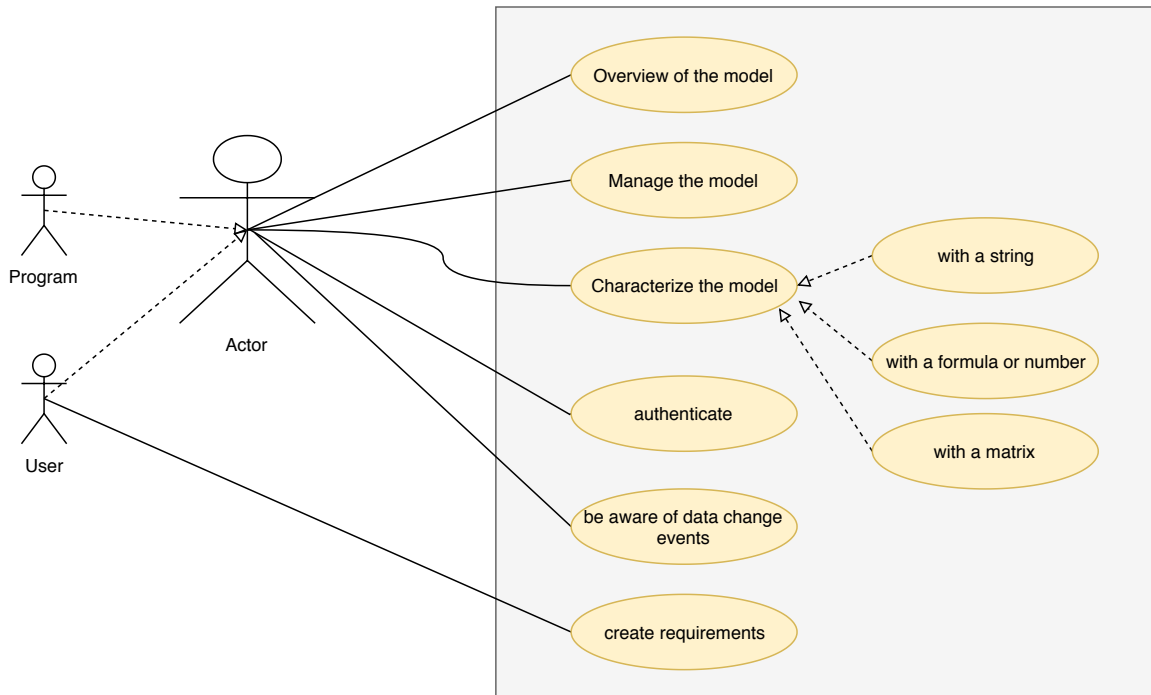 Overview of the model
Manage the model
Program
Actor
Characterize the model
with a string
with a formula or number
User
authenticate
with a matrix
be aware of data change
events
create requirements